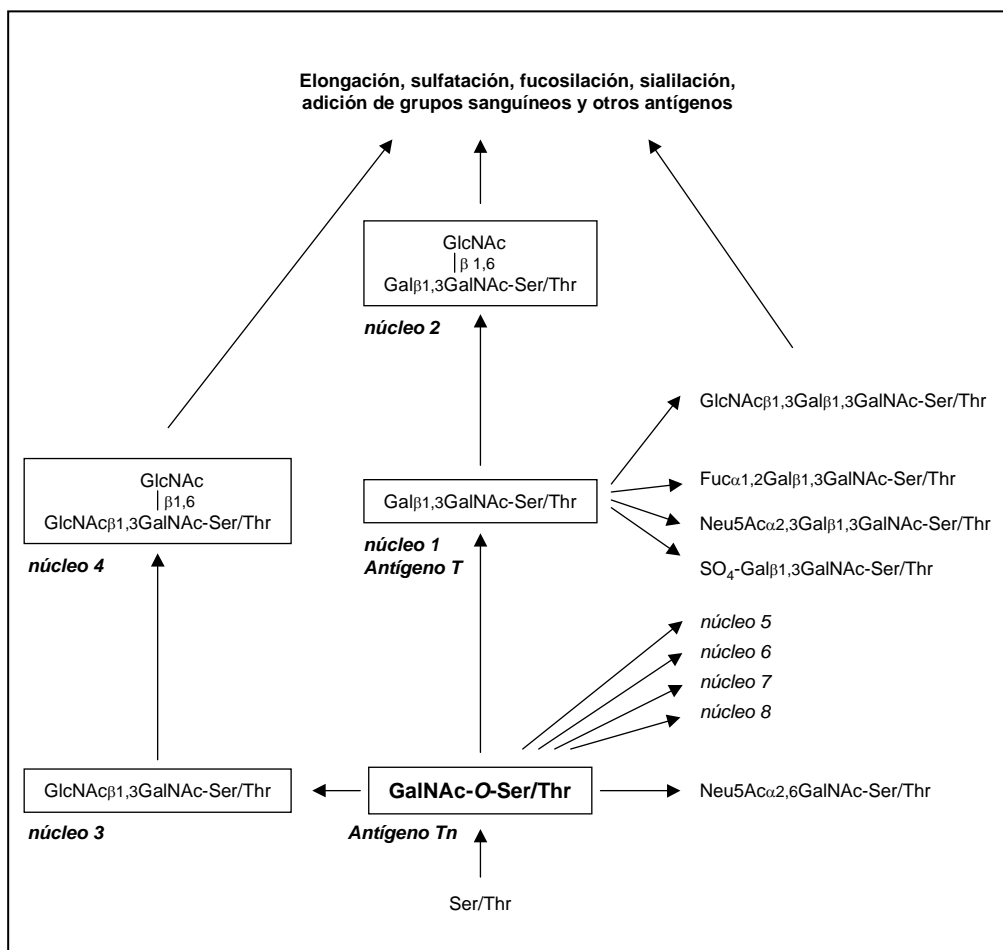 Elongación, sulfatación, fucosilación, sialilación,
adición de grupos sanguíneos y otros antígenos
GlcNAc
β 1,6
Galβ1,3GalNAc-Ser/Thr
núcleo 2
GlcNAcβ1,3Galβ1,3GalNAc-Ser/Thr
GlcNAc
β1,6
GlcNAcβ1,3GalNAc-Ser/Thr
núcleo 4
Galβ1,3GalNAc-Ser/Thr
núcleo 1
Antígeno T
Fucα1,2Galβ1,3GalNAc-Ser/Thr
Neu5Acα2,3Galβ1,3GalNAc-Ser/Thr
SO4-Galβ1,3GalNAc-Ser/Thr
núcleo 5
núcleo 6
núcleo 7
núcleo 8
GlcNAcβ1,3GalNAc-Ser/Thr
núcleo 3
GalNAc-O-Ser/Thr
Antígeno Tn
Neu5Acα2,6GalNAc-Ser/Thr
Ser/Thr